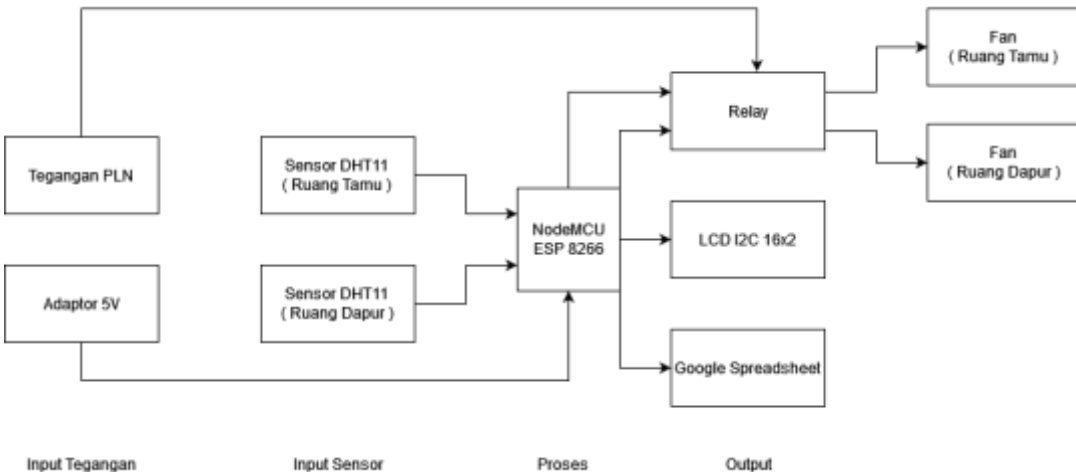 Fan
( Ruang Tamu )
Relay
Tegangan PLN
Sensor DHT11
( Ruang Tamu )
Fan
( Ruang Dapur )
NodeMCU
ESP 8266
LCD I2C 16x2
Adaptor 5V
Sensor DHT11
( Ruang Dapur )
Google Spreadsheet
Input Tegangan
Input Sensor
Proses
Output